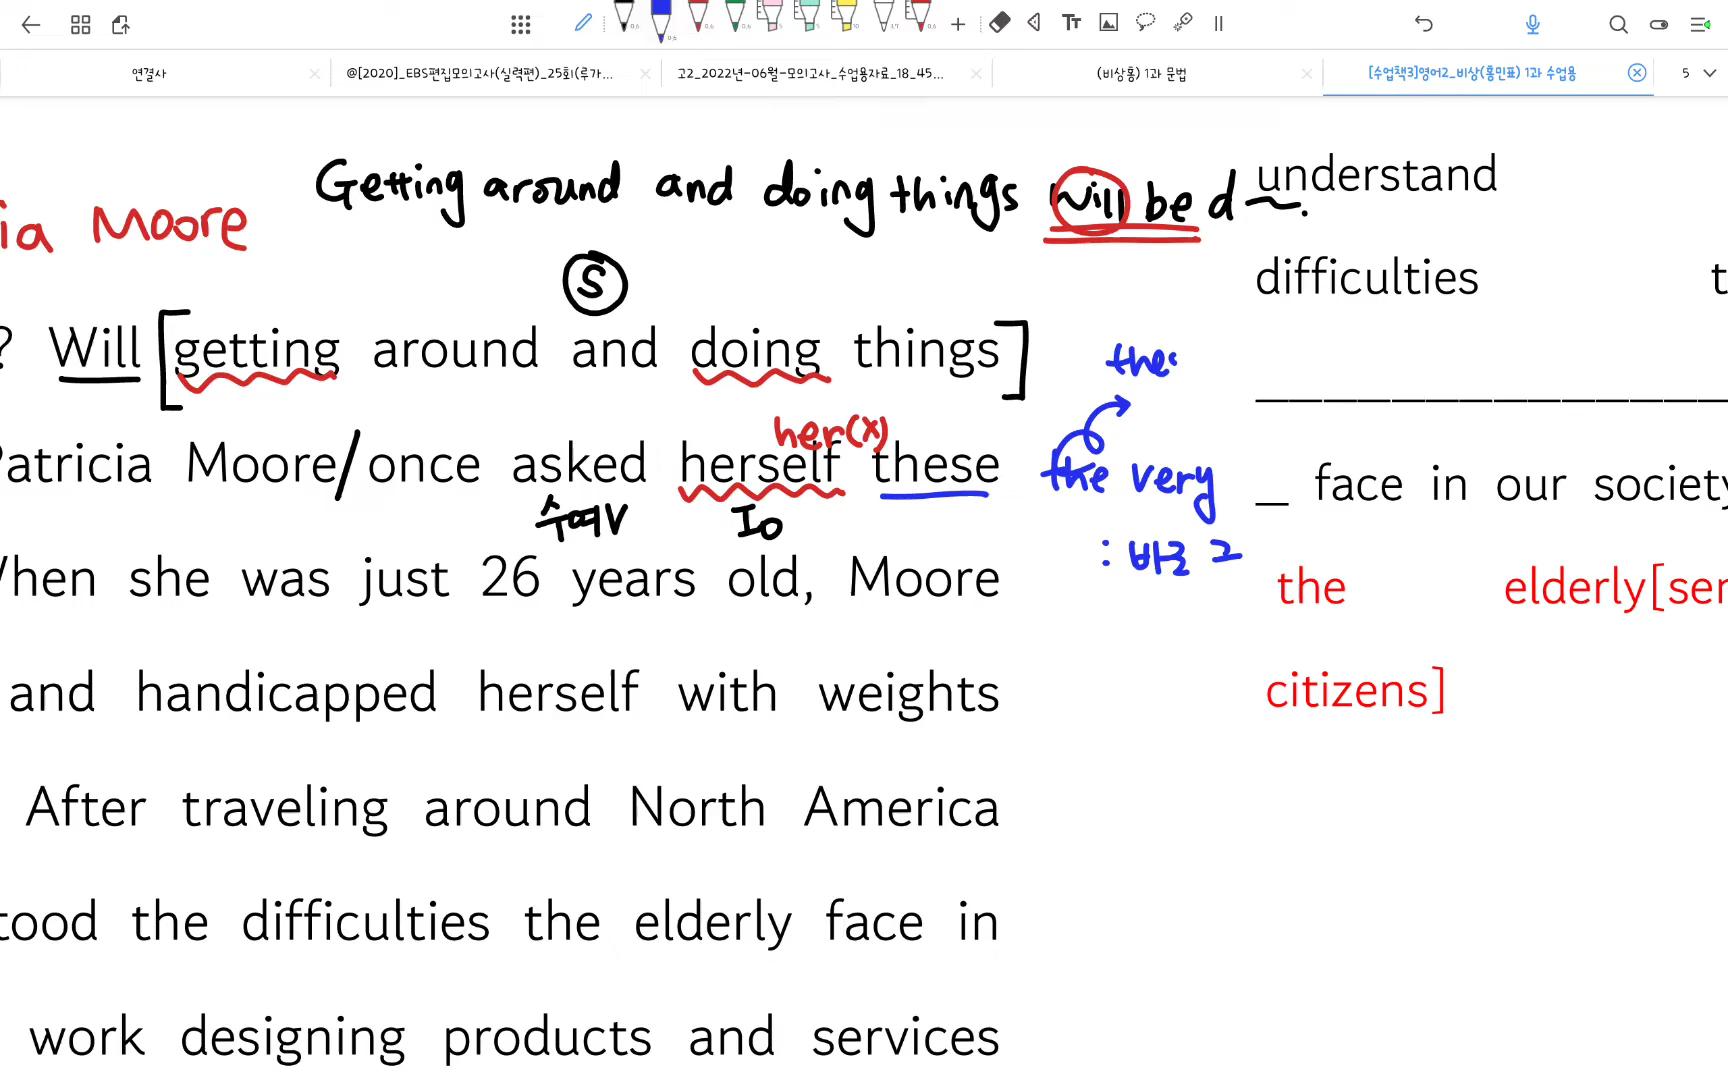 연결사
@[2020]_EBS편집모의고사(실력편)_25회(류가...
고2_2022년-06월-모의고사_수업용자료_18_45...
(비상홍) 1과 문법
[수업책3]영어2_비상(홍민표) 1과 수업용
5
Getting around and doing things will be d
ia Moore
S
? Will [getting around and doing things]
her(x)
Patricia Moore/once asked herself these
수여V
IO
the
the very
: 바로 그
When she was just 26 years old, Moore
and handicapped herself with weights
After traveling around North America
tood the difficulties the elderly face in
work designing products and services
understand
difficulties t
_ face in our society
the elderly[sen
citizens]